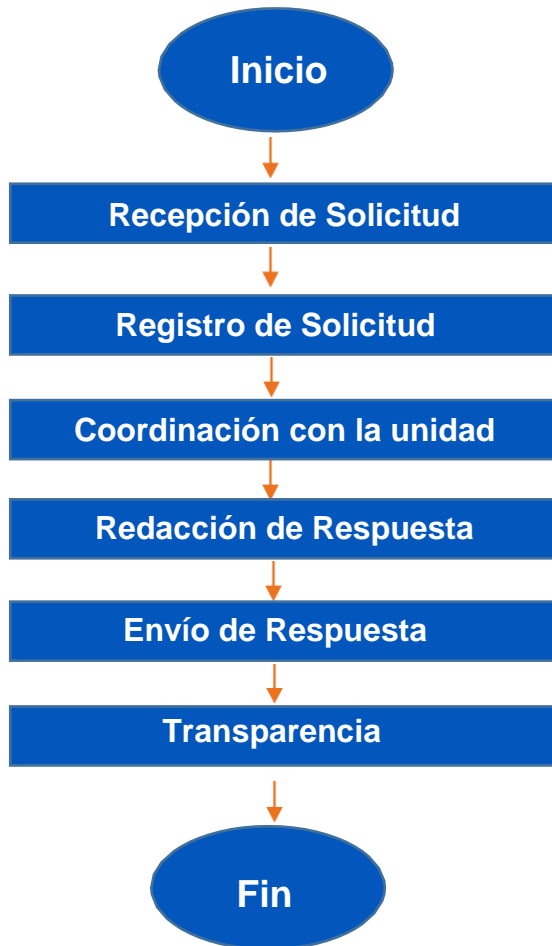 Inicio
Recepción de Solicitud
Registro de Solicitud
Coordinación con la unidad
Redacción de Respuesta
Envío de Respuesta
Transparencia
Fin